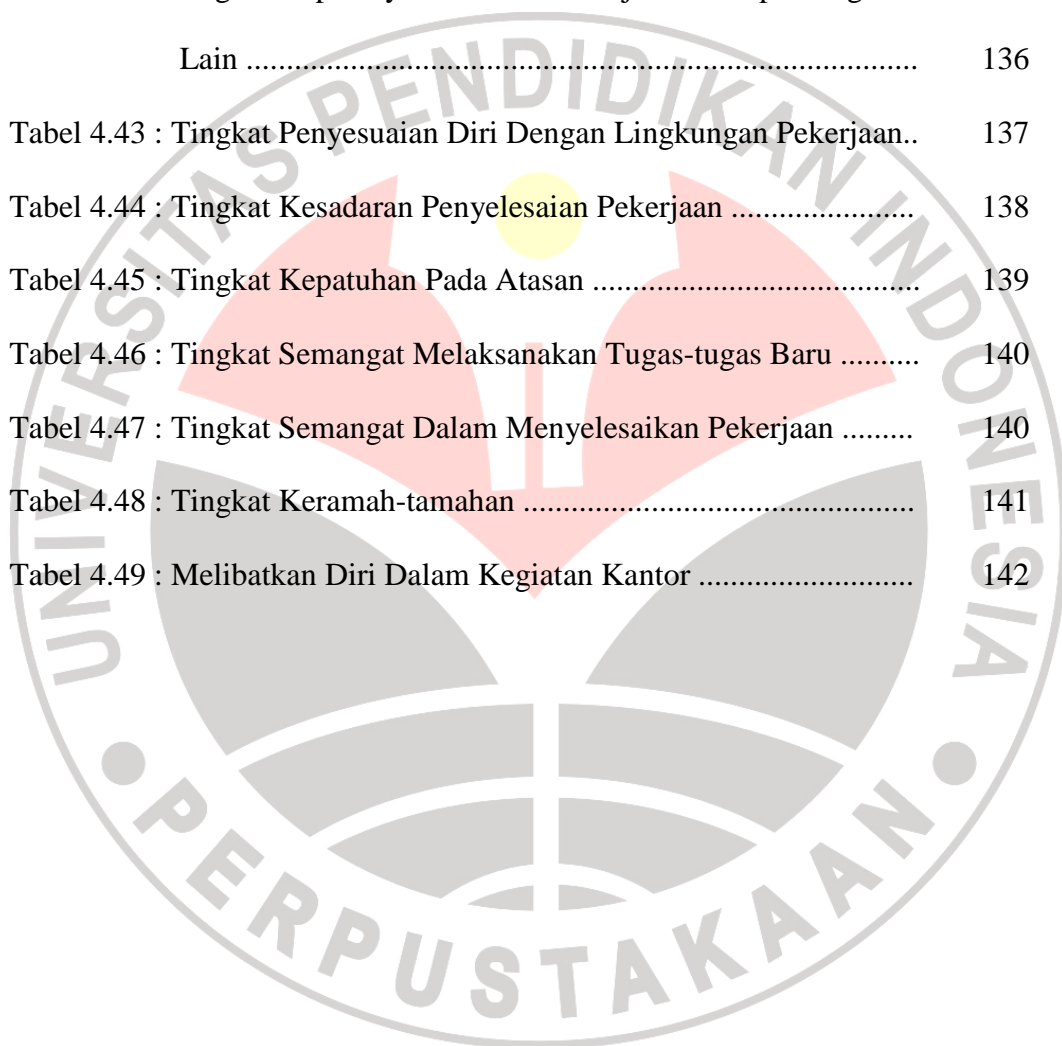 Lain .................................................................................... 136
Tabel 4.43 : Tingkat Penyesuaian Diri Dengan Lingkungan Pekerjaan.. 137
Tabel 4.44 : Tingkat Kesadaran Penyelesaian Pekerjaan ....................... 138
Tabel 4.45 : Tingkat Kepatuhan Pada Atasan ......................................... 139
Tabel 4.46 : Tingkat Semangat Melaksanakan Tugas-tugas Baru .......... 140
Tabel 4.47 : Tingkat Semangat Dalam Menyelesaikan Pekerjaan ......... 140
Tabel 4.48 : Tingkat Keramah-tamahan ................................................. 141
Tabel 4.49 : Melibatkan Diri Dalam Kegiatan Kantor ........................... 142
UNIVERSITAS PENDIDIKAN INDONESIA
PERPUSTAKAAN